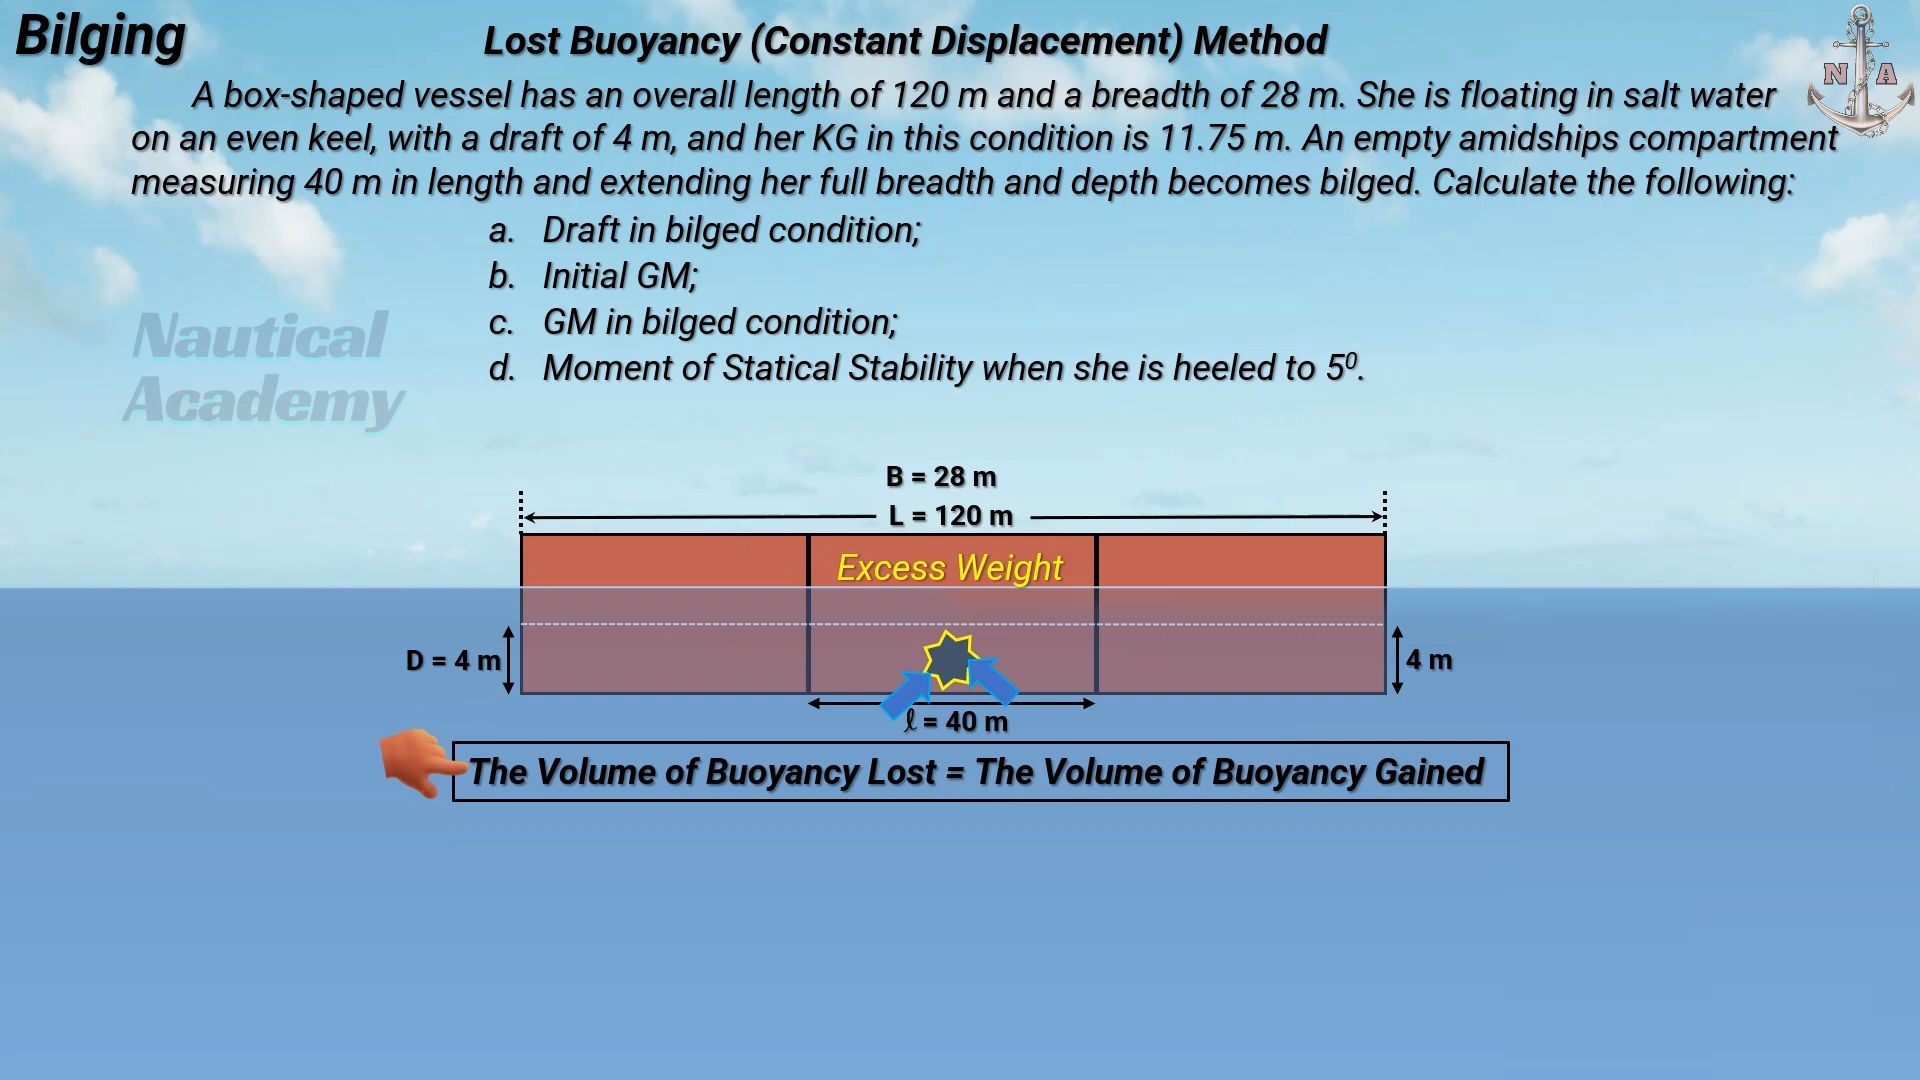 Bilging
Lost Buoyancy (Constant Displacement) Method
N A
A box-shaped vessel has an overall length of 120 m and a breadth of 28 m. She is floating in salt water
on an even keel, with a draft of 4 m, and her KG in this condition is 11.75 m. An empty amidships compartment
measuring 40 m in length and extending her full breadth and depth becomes bilged. Calculate the following:
a. Draft in bilged condition;
b. Initial GM;
c. GM in bilged condition;
d. Moment of Statical Stability when she is heeled to 5⁰.
Nautical
Academy
B = 28 m
L = 120 m
Excess Weight
D = 4 m
4 m
ℓ = 40 m
The Volume of Buoyancy Lost = The Volume of Buoyancy Gained